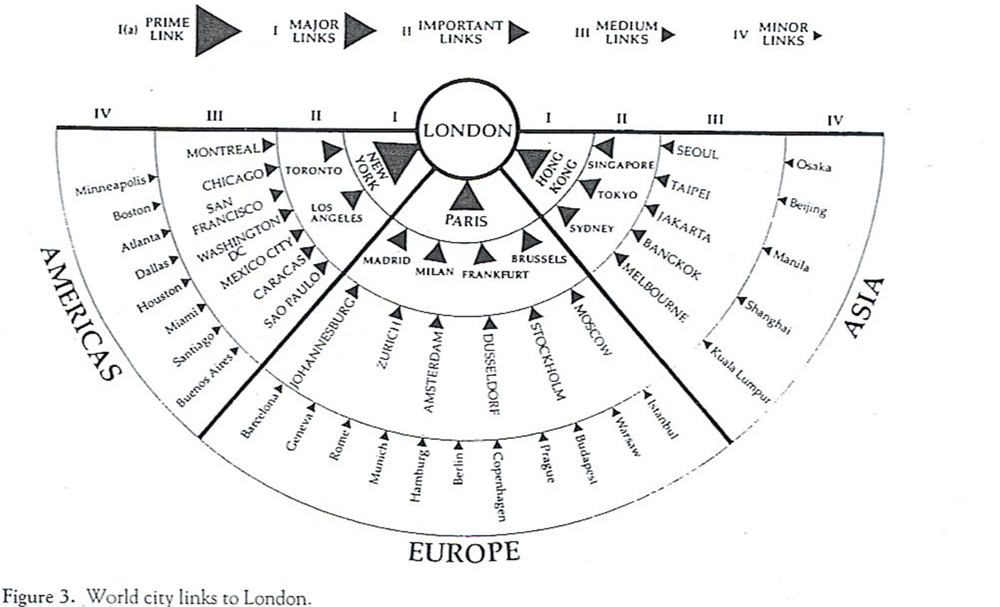 I(a) PRIME
LINK
I MAJOR
LINKS
II IMPORTANT
LINKS
III MEDIUM
LINKS
IV MINOR
LINKS
IV
III
II
I
LONDON
I
II
III
IV
MONTREAL
CHICAGO
SAN
FRANCISCO
WASHINGTON
DC
MEXICO CITY
CARACAS
SAO PAULO
TORONTO
LOS
ANGELES
NEW
YORK
Minneapolis
Boston
Atlanta
Dallas
Houston
Miami
Santiago
Buenos Aires
AMERICAS
PARIS
MADRID
MILAN
FRANKFURT
BRUSSELS
JOHANNESBURG
ZURICH
AMSTERDAM
DUSSELDORF
STOCKHOLM
MOSCOW
Barcelona
Geneva
Rome
Munich
Hamburg
Berlin
Copenhagen
Prague
Budapest
Warsaw
Istanbul
EUROPE
HONG
KONG
SINGAPORE
TOKYO
SYDNEY
SEOUL
TAIPEI
JAKARTA
BANGKOK
MELBOURNE
Osaka
Beijing
Manila
Shanghai
Kuala Lumpur
ASIA
Figure 3. World city links to London.